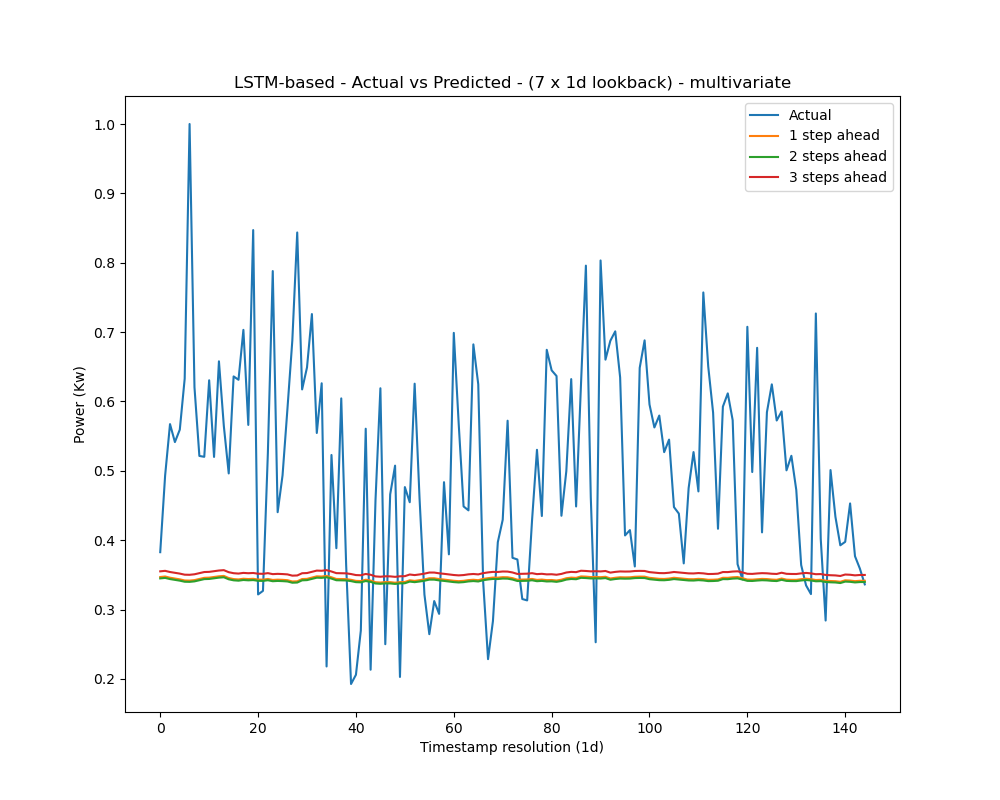 LSTM-based - Actual vs Predicted - (7 x 1d lookback) - multivariate
Actual
1 step ahead
2 steps ahead
3 steps ahead
1.0
0.9
0.8
0.7
0.6
0.5
0.4
0.3
0.2
Power (Kw)
0 20 40 60 80 100 120 140
Timestamp resolution (1d)